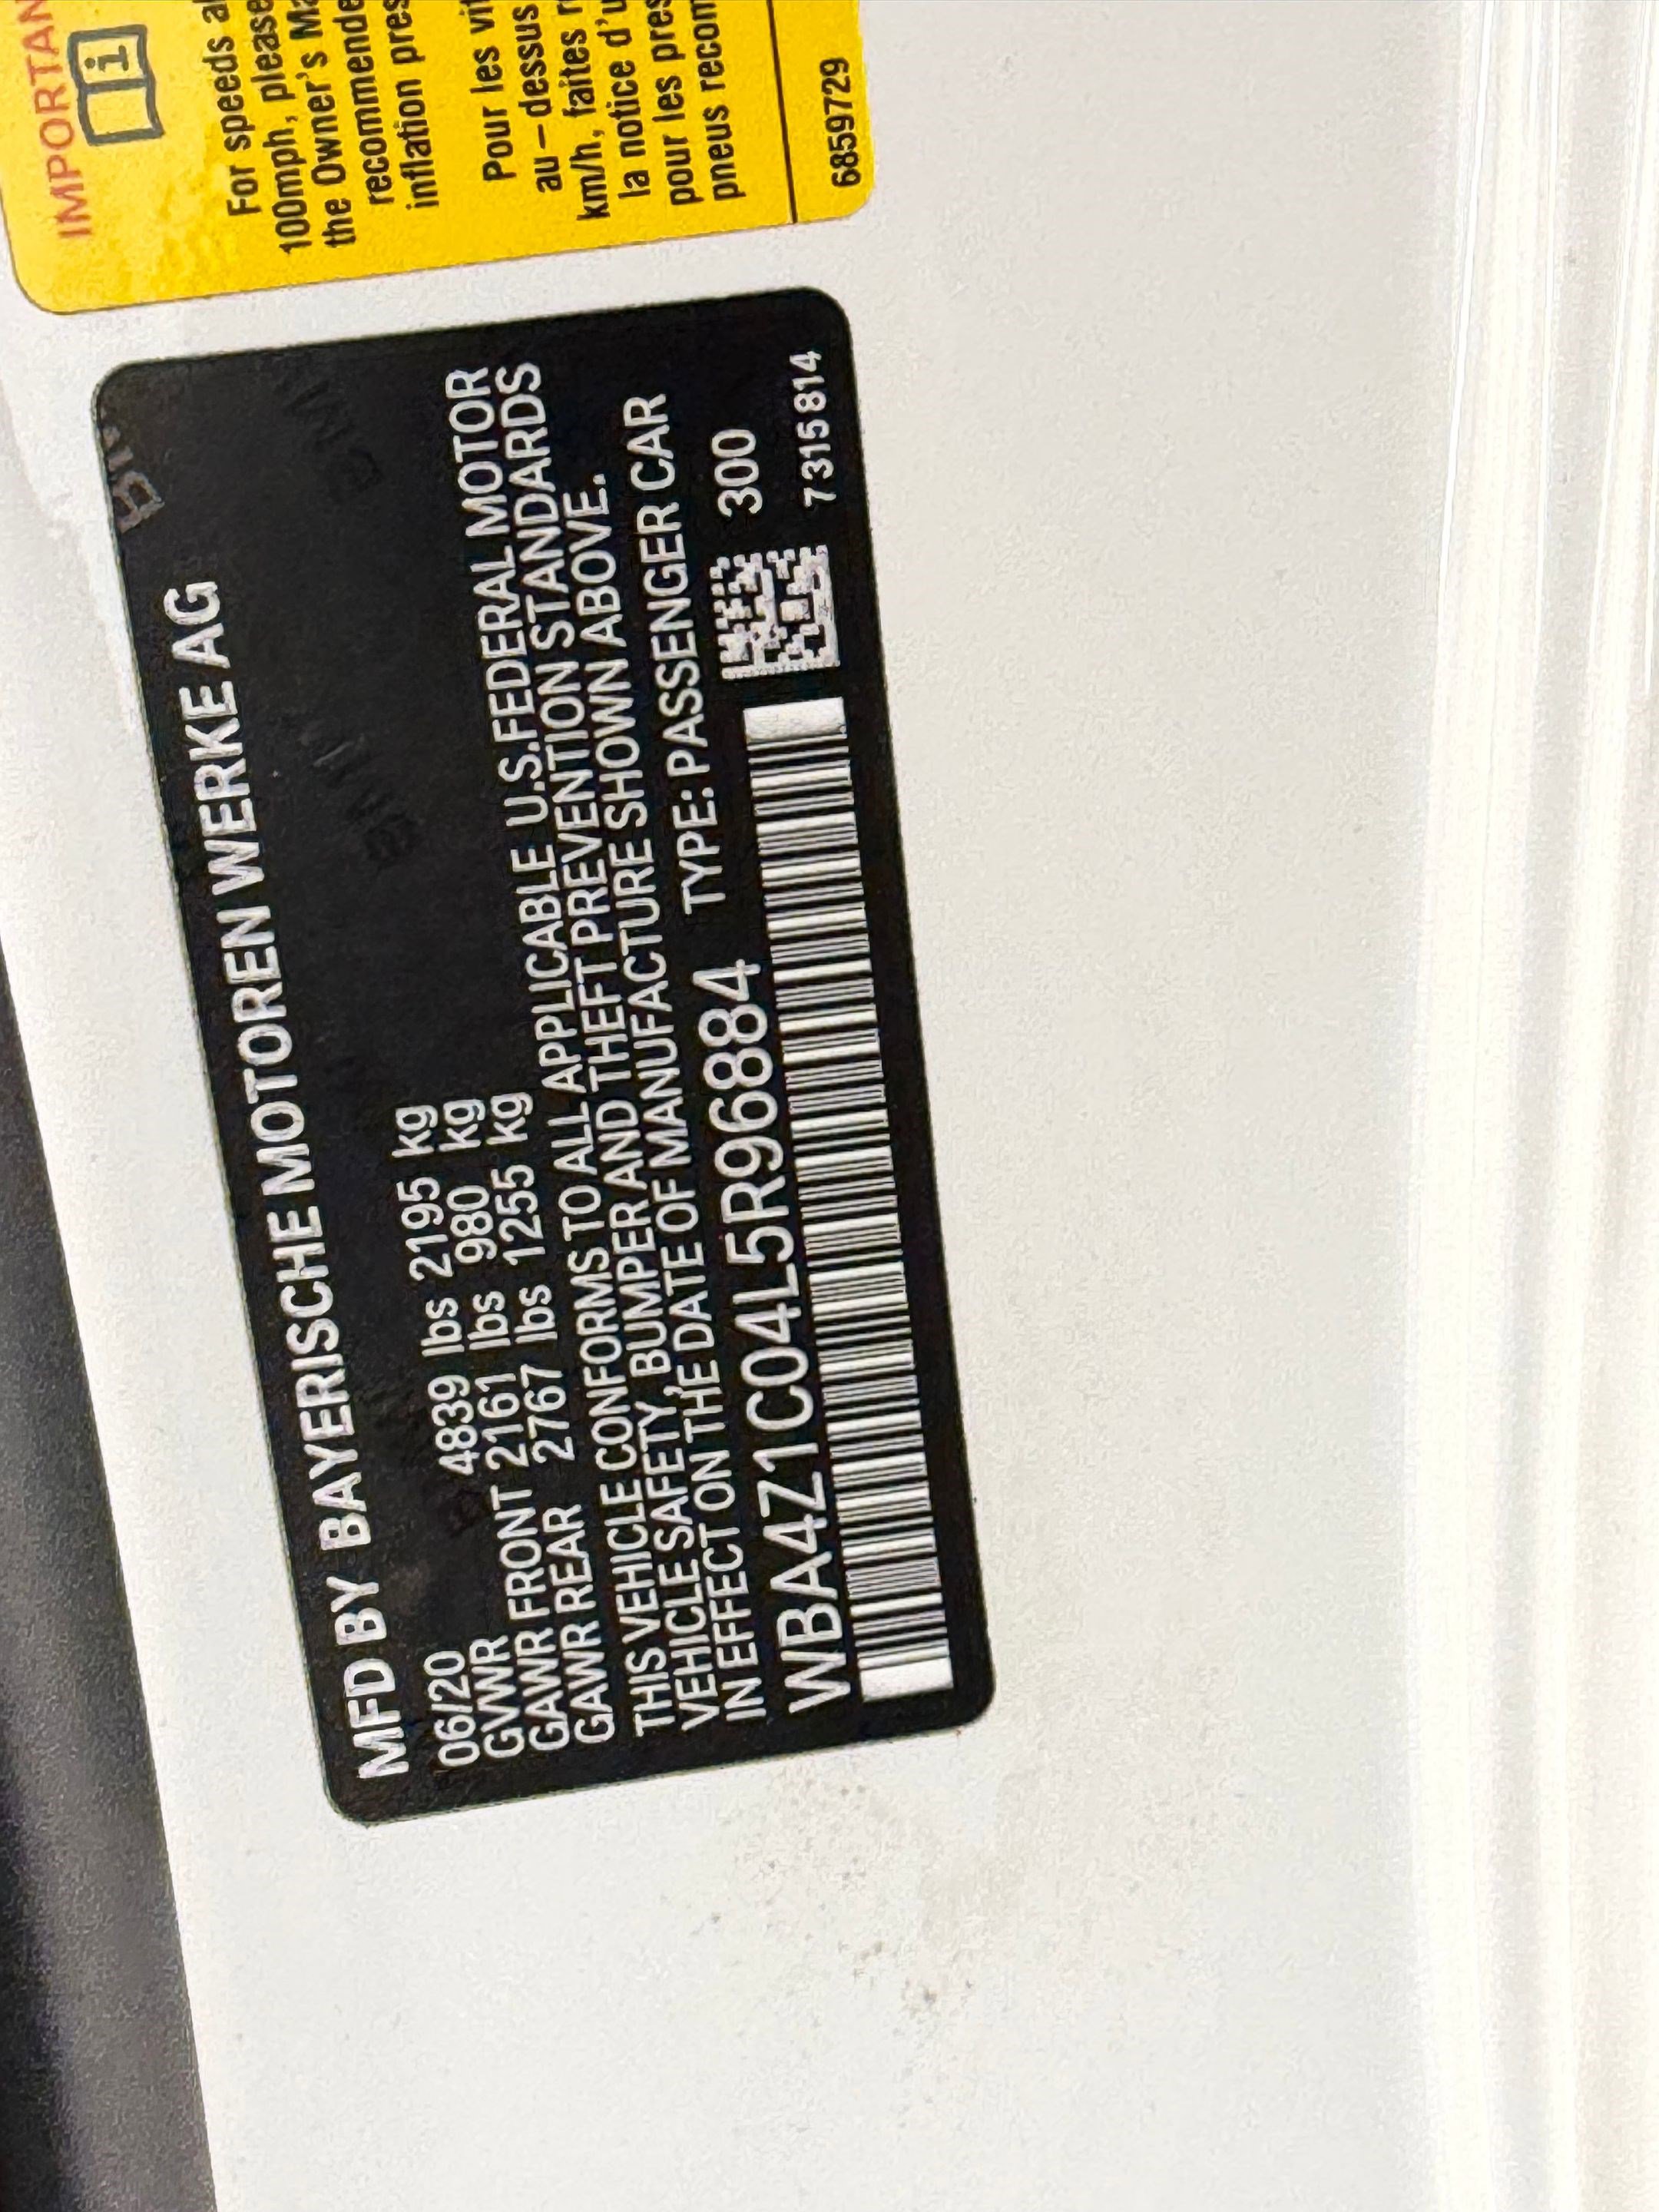 MFD BY BAYERISCHE MOTOREN WERKE AG
06/20
GVWR 4839 lbs 2195 kg
GAWR FRONT 2161 lbs 980 kg
GAWR REAR 2767 lbs 1255 kg
THIS VEHICLE CONFORMS TO ALL APPLICABLE U.S.FEDERAL MOTOR
VEHICLE SAFETY, BUMPER AND THEFT PREVENTION STANDARDS
IN EFFECT ON THE DATE OF MANUFACTURE SHOWN ABOVE.
WBA4Z1C04L5R96884 TYPE: PASSENGER CAR
300
7315814
IMPORTAN
i
For speeds a
100mph, please
the Owner's Ma
recommende
inflation pres
Pour les vit
au-dessus
km/h, faites r
la notice d'u
pour les pres
pneus recom
6859729